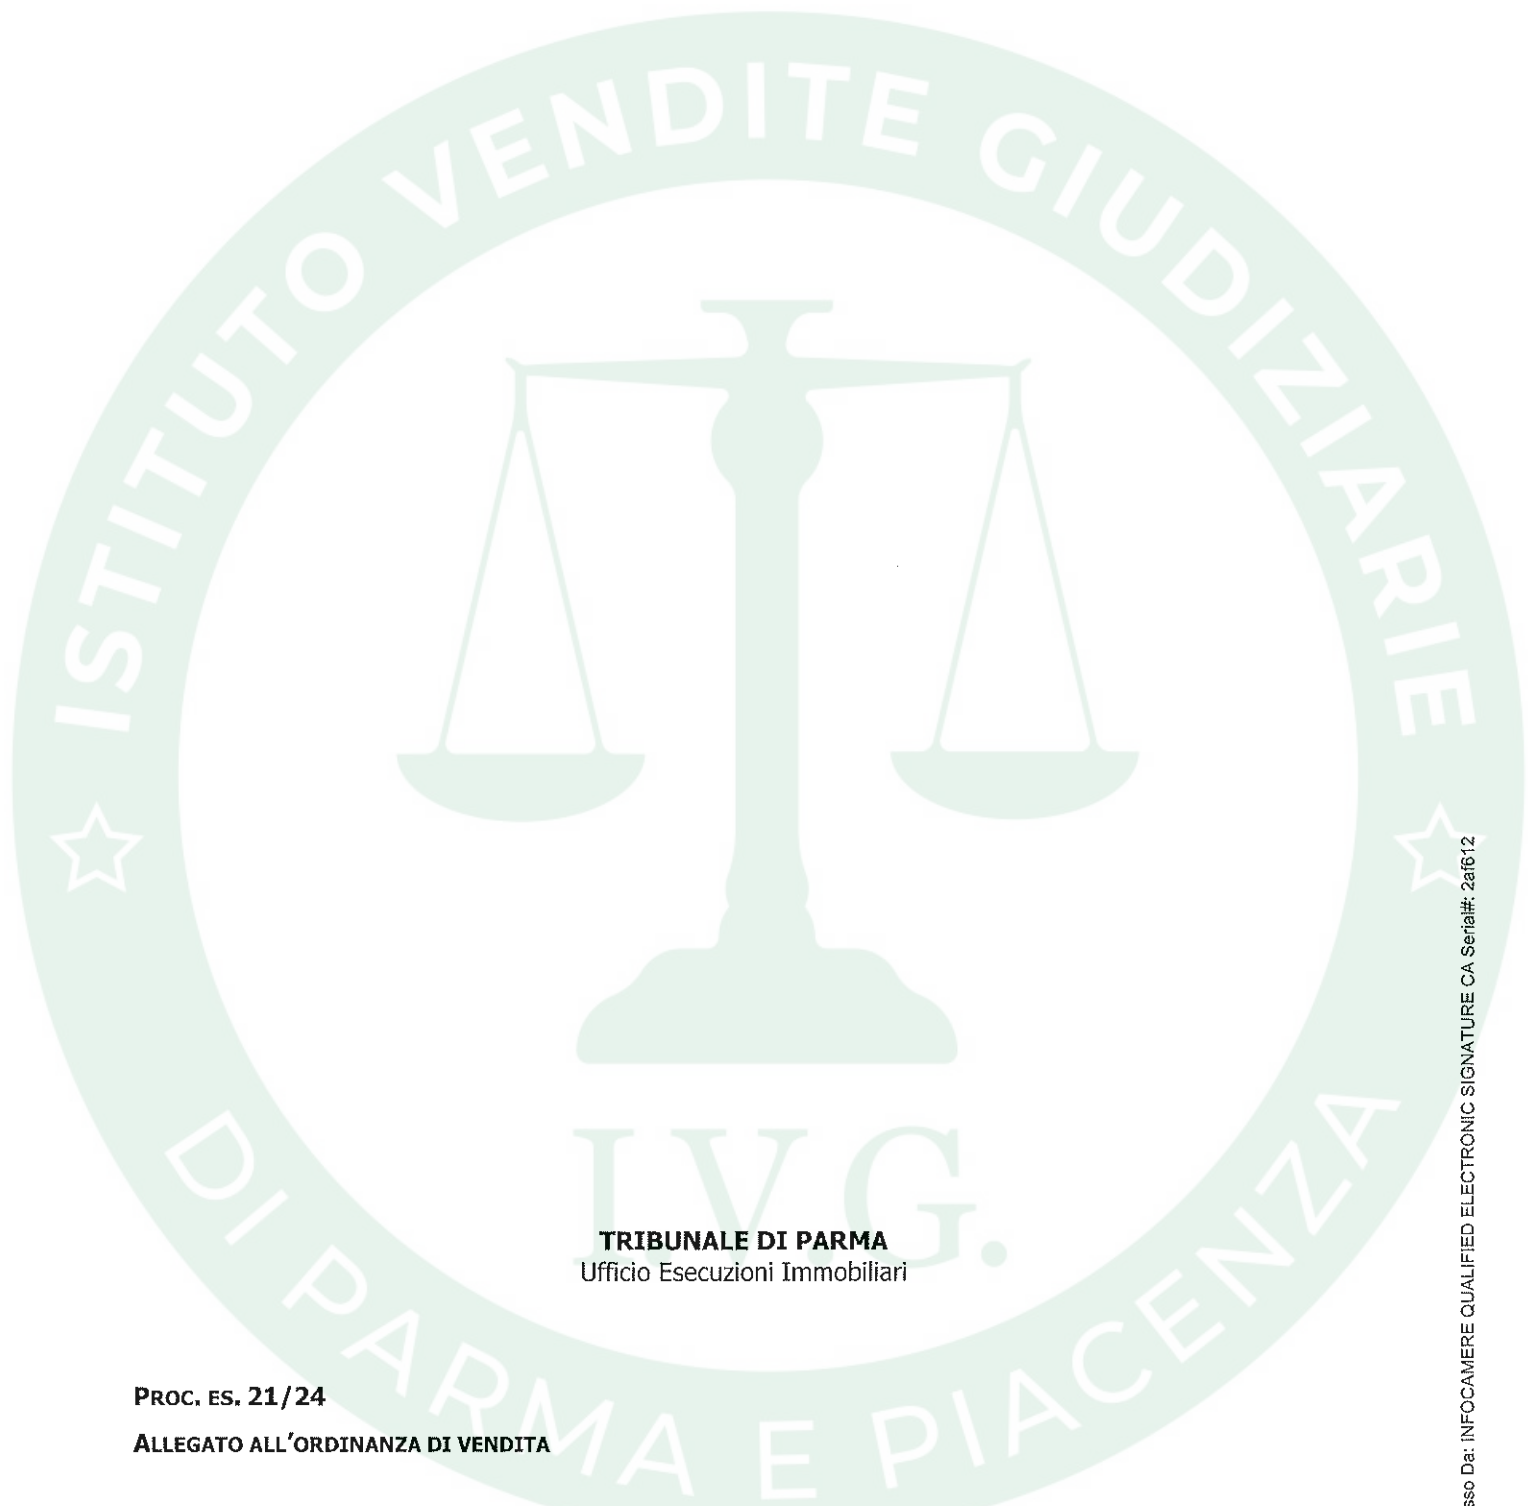 ISTITUTO VENDITE GIUDIZIARIE
I.V.G.
TRIBUNALE DI PARMA
Ufficio Esecuzioni Immobiliari
PROC. ES. 21/24
ALLEGATO ALL'ORDINANZA DI VENDITA
DI PARMA E PIACENZA
Da: INFOCAMERE QUALIFIED ELECTRONIC SIGNATURE CA Serial#: 2af612